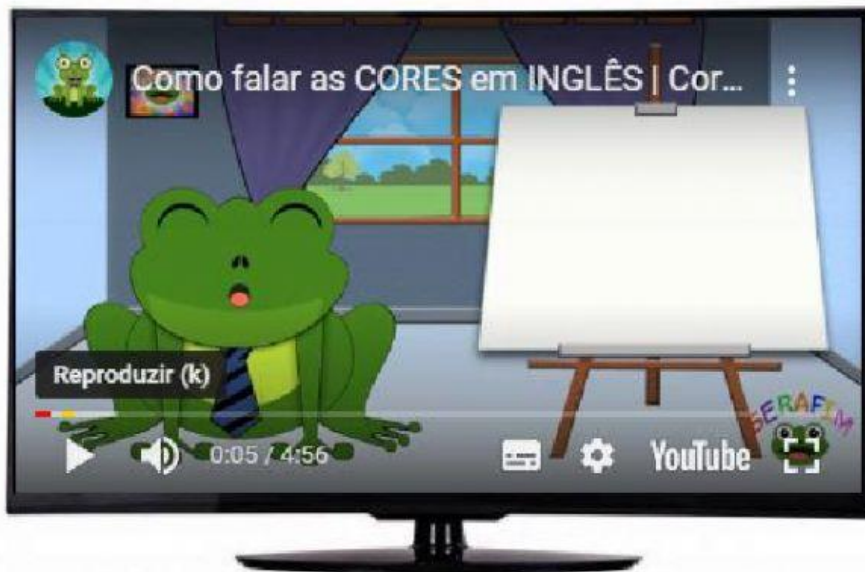 Como falar as CORES em INGLÊS | Cor...
Reproduzir (k)
SERAFIM
0:05 / 4:56
YouTube